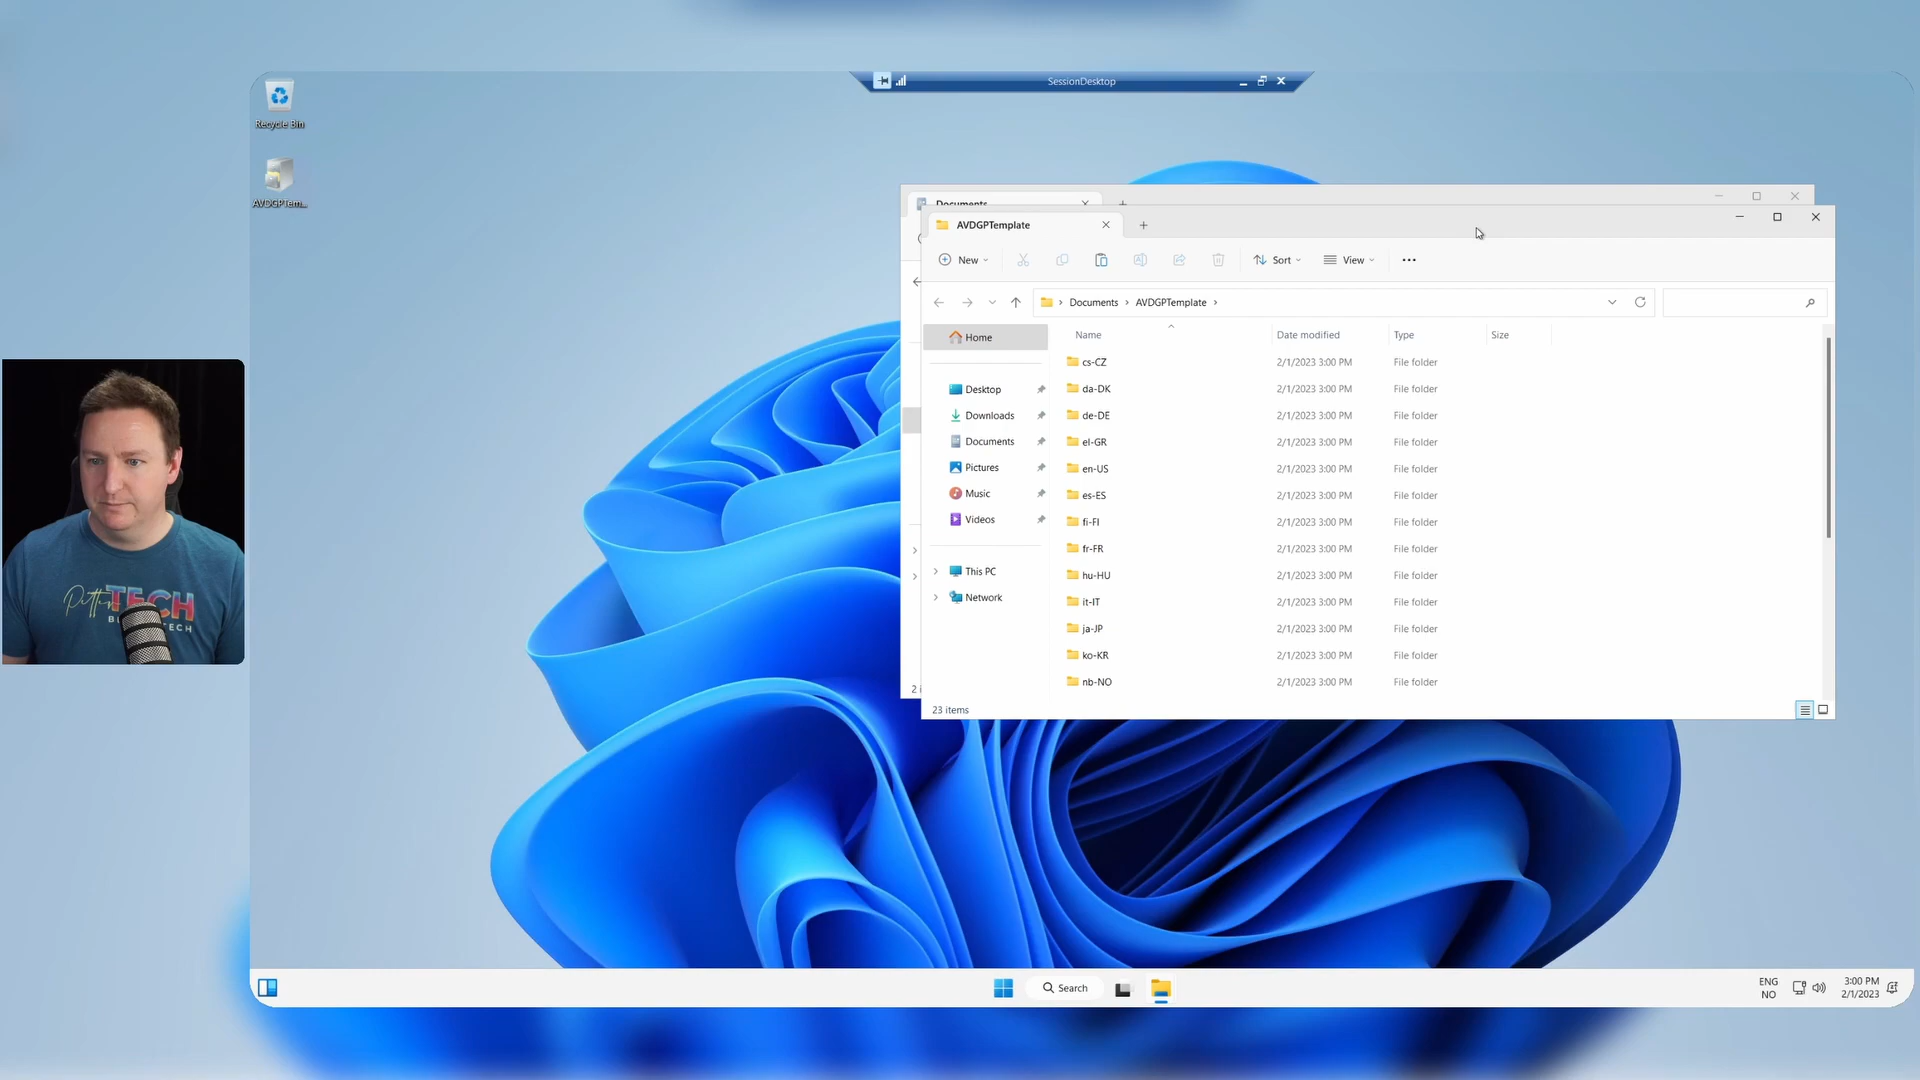 SessionDesktop
Recycle Bin
AVDGPTem...
Documents
AVDGPTemplate
New
Sort
View
Documents
AVDGPTemplate
Name
Date modified
Type
Size
Home
Desktop
Downloads
Documents
Pictures
Music
Videos
This PC
Network
cs-CZ 2/1/2023 3:00 PM File folder
da-DK 2/1/2023 3:00 PM File folder
de-DE 2/1/2023 3:00 PM File folder
el-GR 2/1/2023 3:00 PM File folder
en-US 2/1/2023 3:00 PM File folder
es-ES 2/1/2023 3:00 PM File folder
fi-FI 2/1/2023 3:00 PM File folder
fr-FR 2/1/2023 3:00 PM File folder
hu-HU 2/1/2023 3:00 PM File folder
it-IT 2/1/2023 3:00 PM File folder
ja-JP 2/1/2023 3:00 PM File folder
ko-KR 2/1/2023 3:00 PM File folder
nb-NO 2/1/2023 3:00 PM File folder
2 i
23 items
TECH
TECH
Search
ENG
NO
3:00 PM
2/1/2023